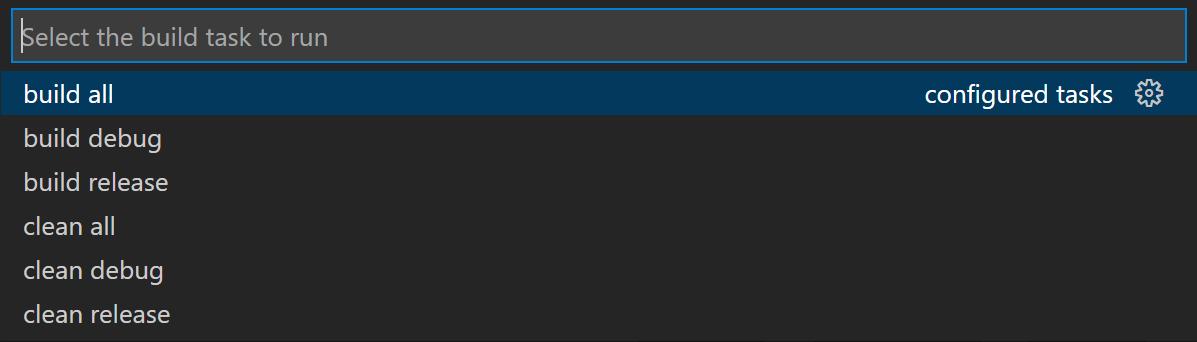 Select the build task to run
build all configured tasks
build debug
build release
clean all
clean debug
clean release